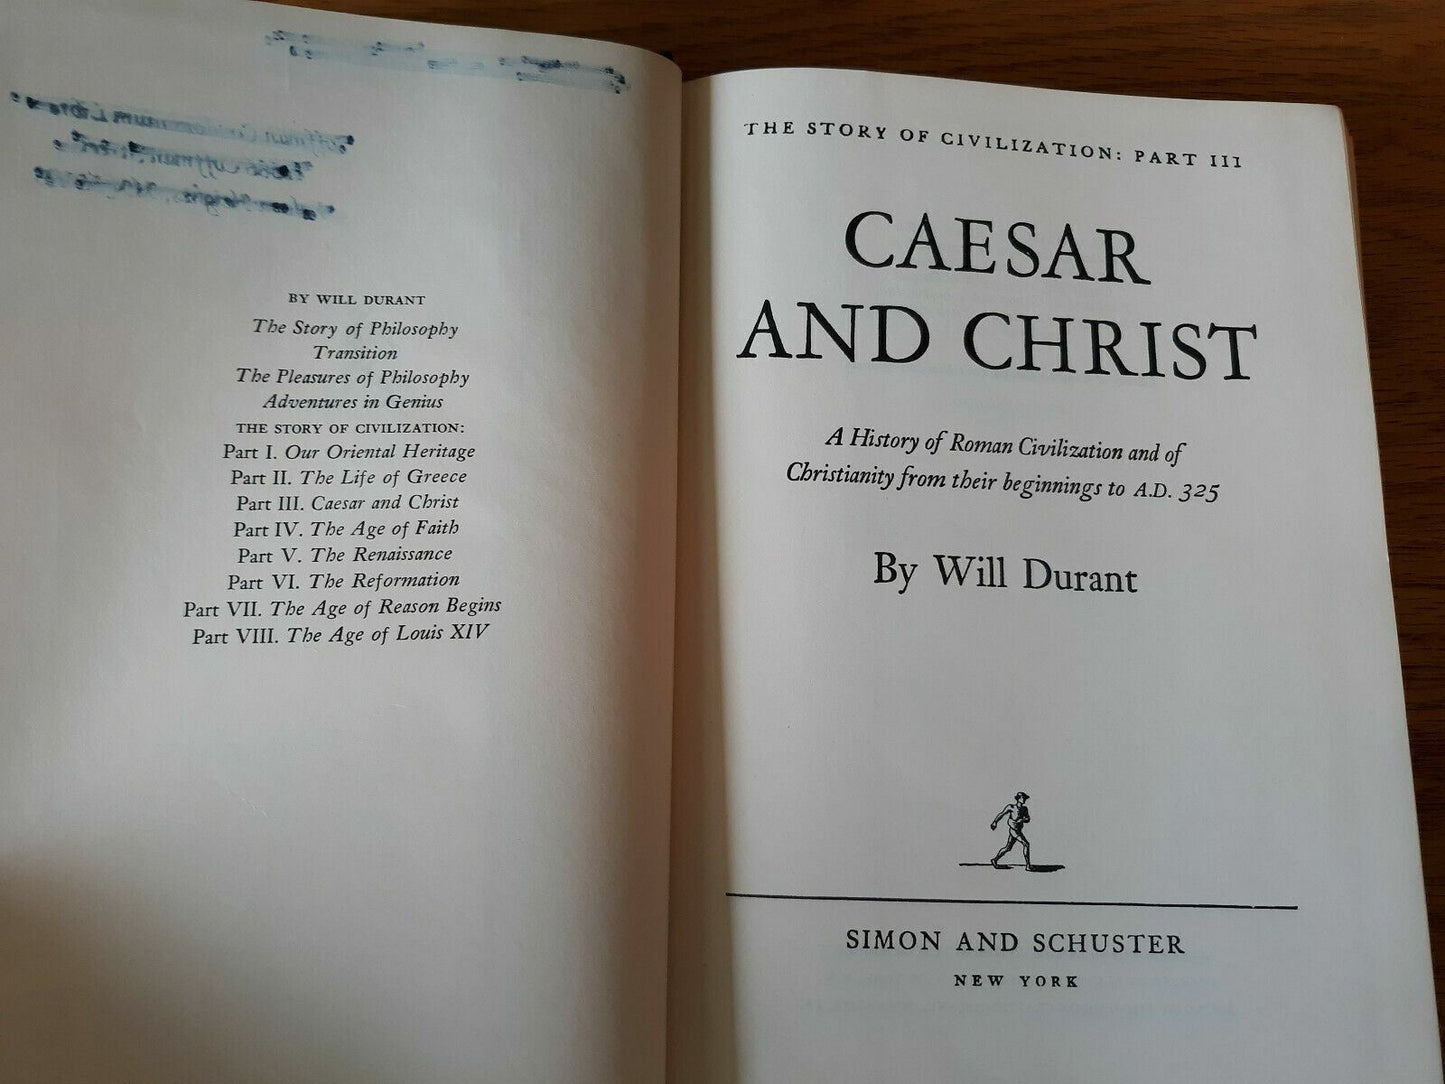 BY WILL DURANT
The Story of Philosophy
Transition
The Pleasures of Philosophy
Adventures in Genius
THE STORY OF CIVILIZATION:
Part I. Our Oriental Heritage
Part II. The Life of Greece
Part III. Caesar and Christ
Part IV. The Age of Faith
Part V. The Renaissance
Part VI. The Reformation
Part VII. The Age of Reason Begins
Part VIII. The Age of Louis XIV
THE STORY OF CIVILIZATION: PART III
CAESAR
AND CHRIST
A History of Roman Civilization and of
Christianity from their beginnings to A.D. 325
By Will Durant
SIMON AND SCHUSTER
NEW YORK